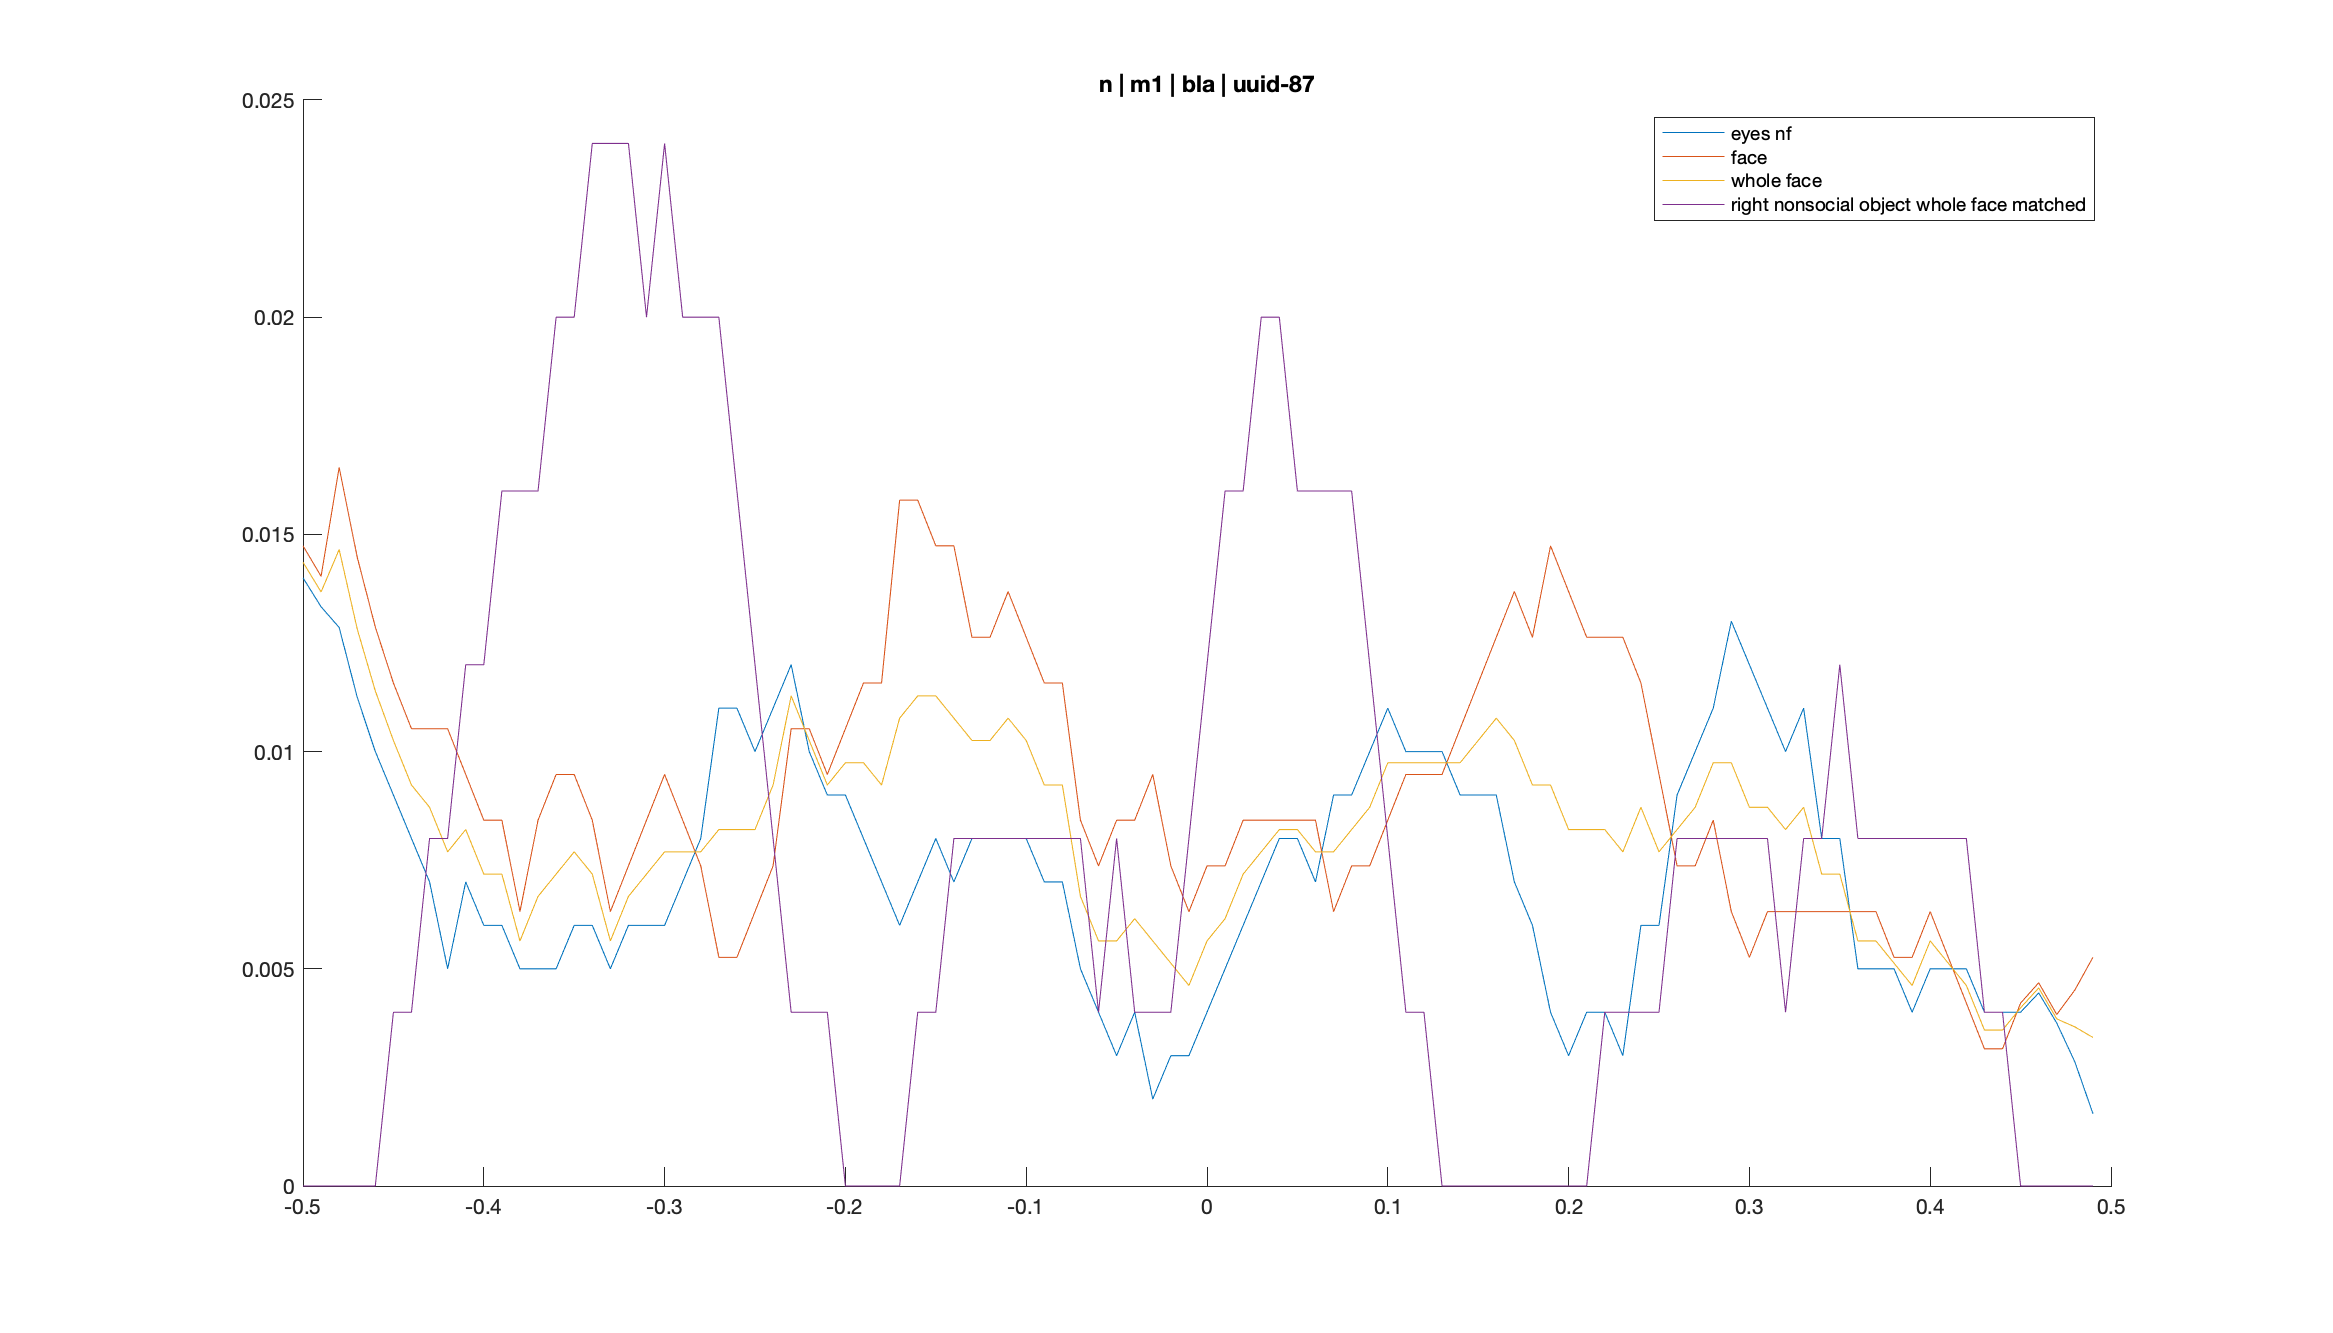 n | m1 | bla | uuid-87
0.025
eyes nf
face
whole face
right nonsocial object whole face matched
0.02
0.015
0.01
0.005
0
-0.5 -0.4 -0.3 -0.2 -0.1 0 0.1 0.2 0.3 0.4 0.5